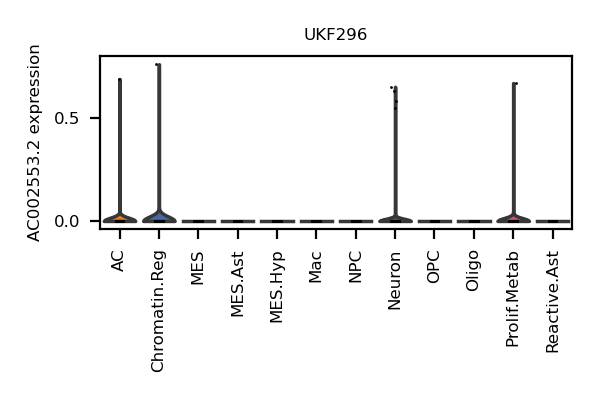 UKF296
AC002553.2 expression
0.5
0.0
AC
Chromatin.Reg
MES
MES.Ast
MES.Hyp
Mac
NPC
Neuron
OPC
Oligo
Prolif.Metab
Reactive.Ast